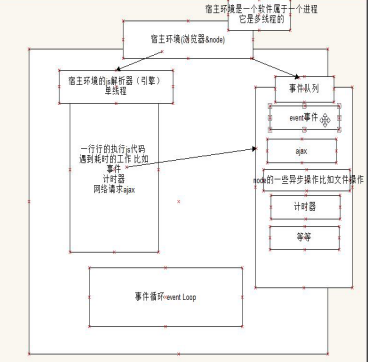 宿主环境是一个软件属于一个进程
它是多线程的
宿主环境(浏览器&node)
宿主环境的js解析器（引擎）
单线程
事件队列
event事件
一行行的执行js代码
遇到耗时的工作 比如
事件
计时器
网络请求ajax
ajax
node的一些异步操作比如文件操作
计时器
等等
事件循环 event Loop